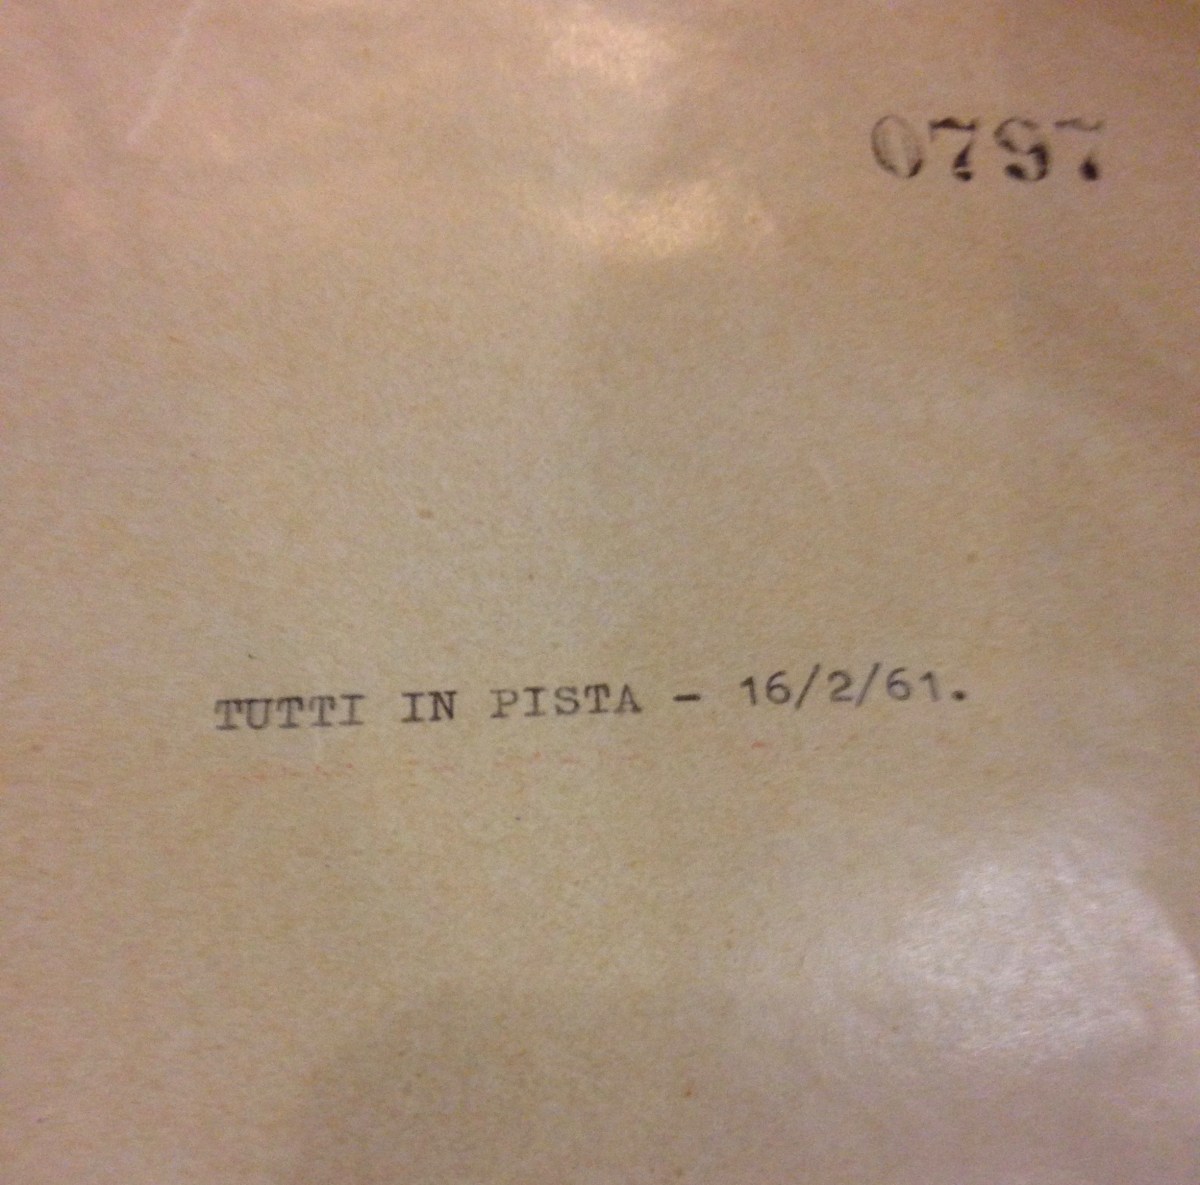 0797
TUTTI IN PISTA - 16/2/61.